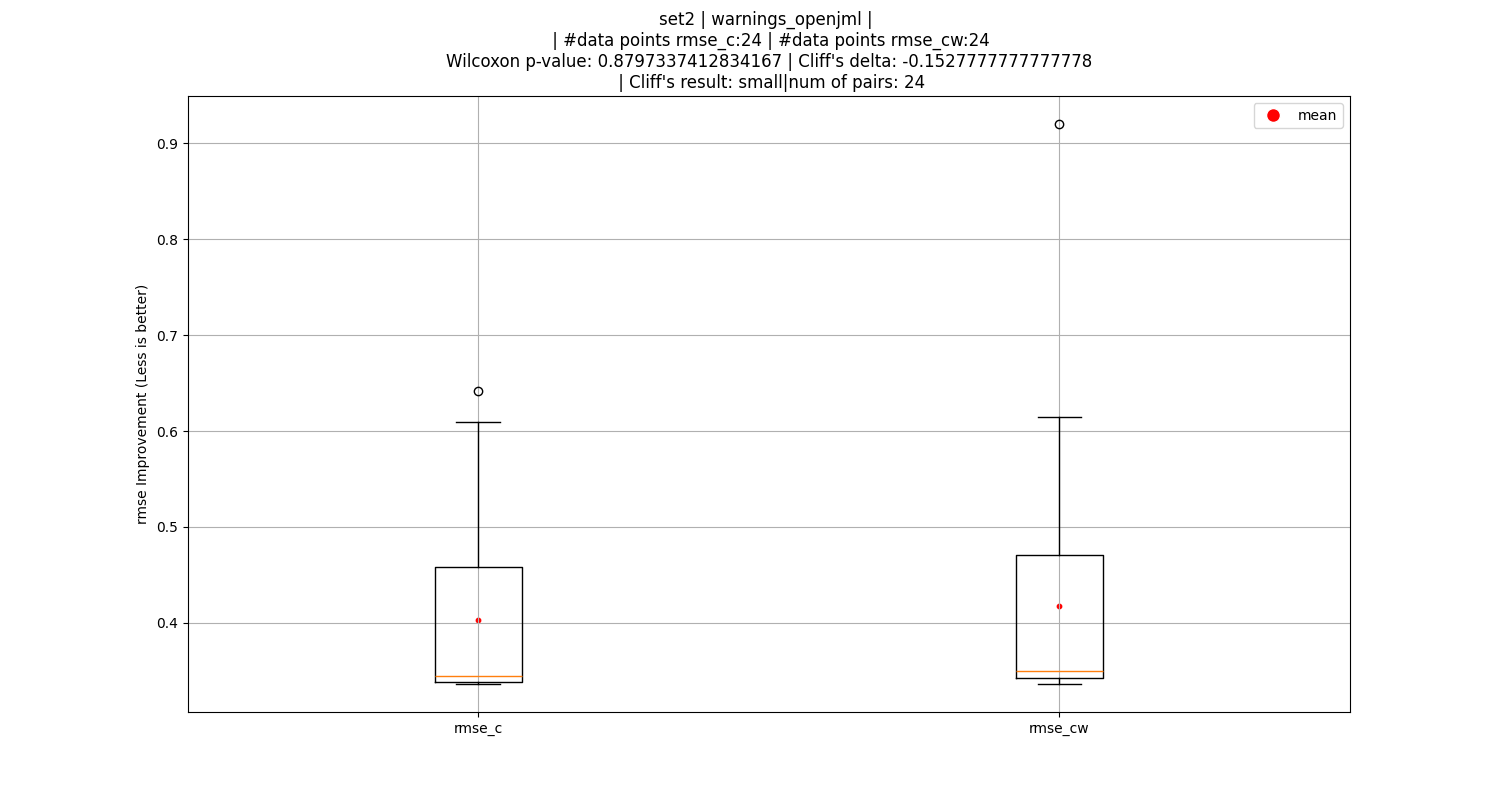 set2 | warnings_openjml |
| #data points rmse_c:24 | #data points rmse_cw:24
Wilcoxon p-value: 0.8797337412834167 | Cliff's delta: -0.1527777777777778
| Cliff's result: small|num of pairs: 24
mean
0.9
0.8
0.7
0.6
0.5
0.4
rmse Improvement (Less is better)
rmse_c
rmse_cw